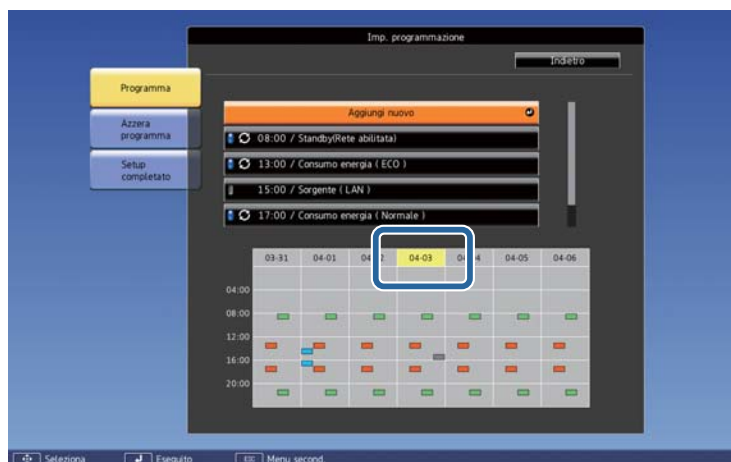 Imp. programmazione
Indietro
Programma
Azzera
programma
Setup
completato
Aggiungi nuovo
08:00 / Standby(Rete abilitata)
13:00 / Consumo energia ( ECO )
15:00 / Sorgente ( LAN )
17:00 / Consumo energia ( Normale )
03-31 04-01 04-03 04-05 04-06
04:00
08:00
12:00
16:00
20:00
Seleziona Eseguito Esc Menu second.